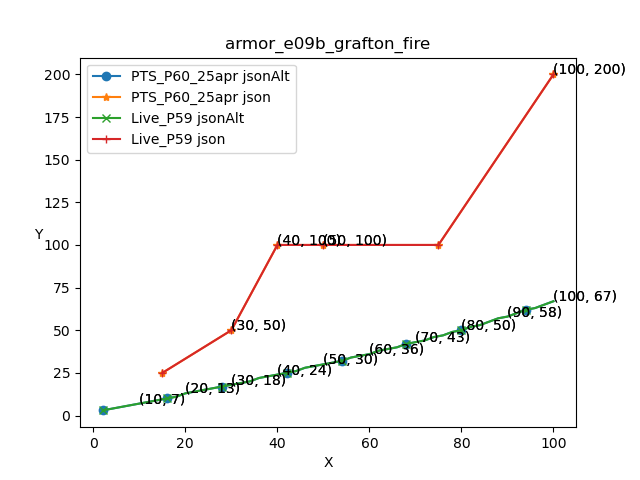 armor_e09b_grafton_fire
PTS_P60_25apr jsonAlt
PTS_P60_25apr json
Live_P59 jsonAlt
Live_P59 json
200
175
150
125
100
75
50
25
0
Y
(100, 200)
(40, 100)
(50, 100)
(30, 50)
(100, 67)
(90, 58)
(80, 50)
(70, 43)
(60, 36)
(50, 30)
(40, 24)
(30, 18)
(20, 13)
(10, 7)
0 20 40 60 80 100
X